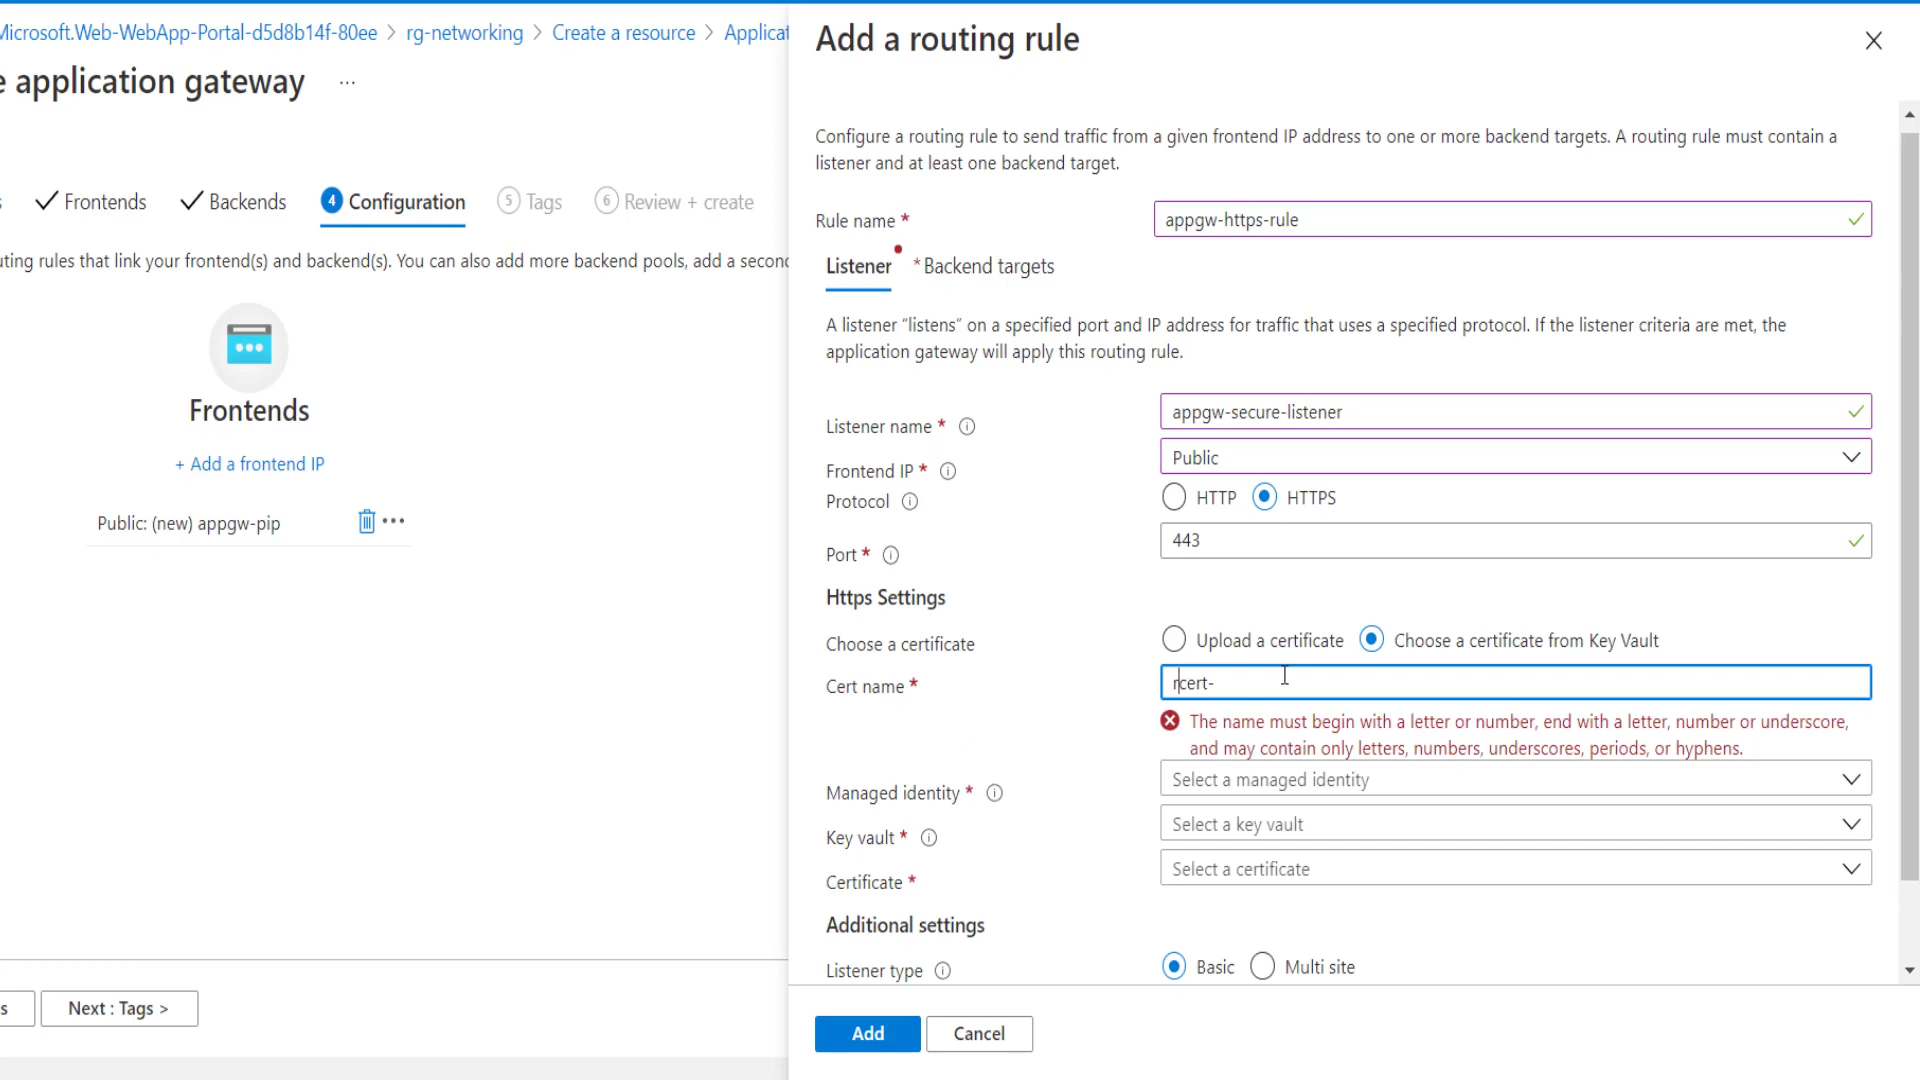 Microsoft.Web-WebApp-Portal-d5d8b14f-80ee > rg-networking > Create a resource > Applicat
e application gateway ...
s Frontends Backends 4 Configuration 5 Tags 6 Review + create
uting rules that link your frontend(s) and backend(s). You can also add more backend pools, add a second
Frontends
+ Add a frontend IP
Public: (new) appgw-pip
s
Next : Tags >
Add a routing rule
Configure a routing rule to send traffic from a given frontend IP address to one or more backend targets. A routing rule must contain a
listener and at least one backend target.
Rule name * appgw-https-rule
Listener * Backend targets
A listener “listens” on a specified port and IP address for traffic that uses a specified protocol. If the listener criteria are met, the
application gateway will apply this routing rule.
Listener name * appgw-secure-listener
Frontend IP * Public
Protocol HTTP HTTPS
Port * 443
Https Settings
Choose a certificate Upload a certificate Choose a certificate from Key Vault
Cert name * rcert-
The name must begin with a letter or number, end with a letter, number or underscore,
and may contain only letters, numbers, underscores, periods, or hyphens.
Managed identity * Select a managed identity
Key vault * Select a key vault
Certificate * Select a certificate
Additional settings
Listener type Basic Multi site
Add Cancel